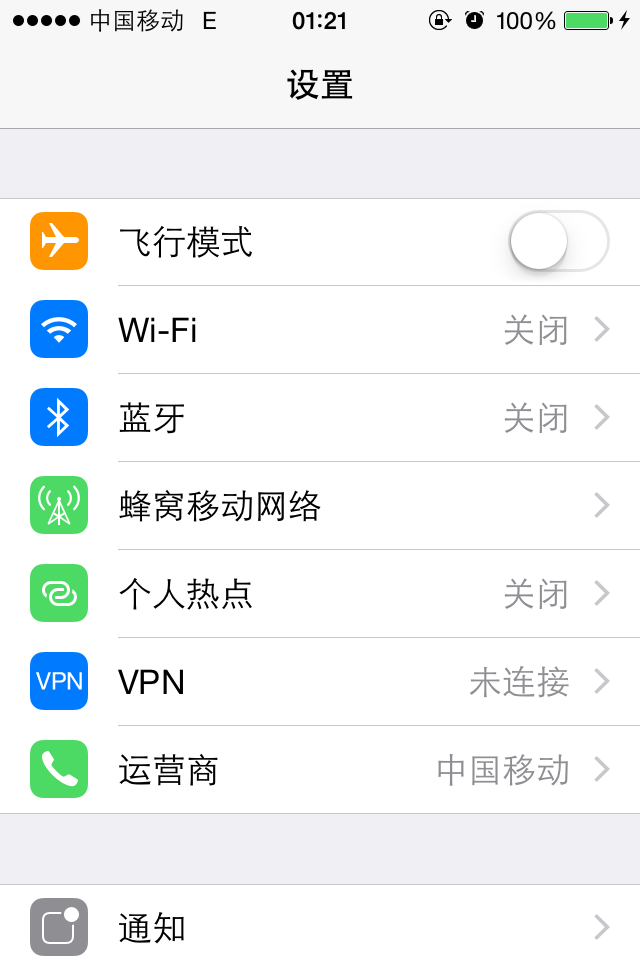 中国移动 E 01:21 100%
设置
飞行模式
Wi-Fi 关闭
蓝牙 关闭
蜂窝移动网络
个人热点 关闭
VPN VPN 未连接
运营商 中国移动
通知